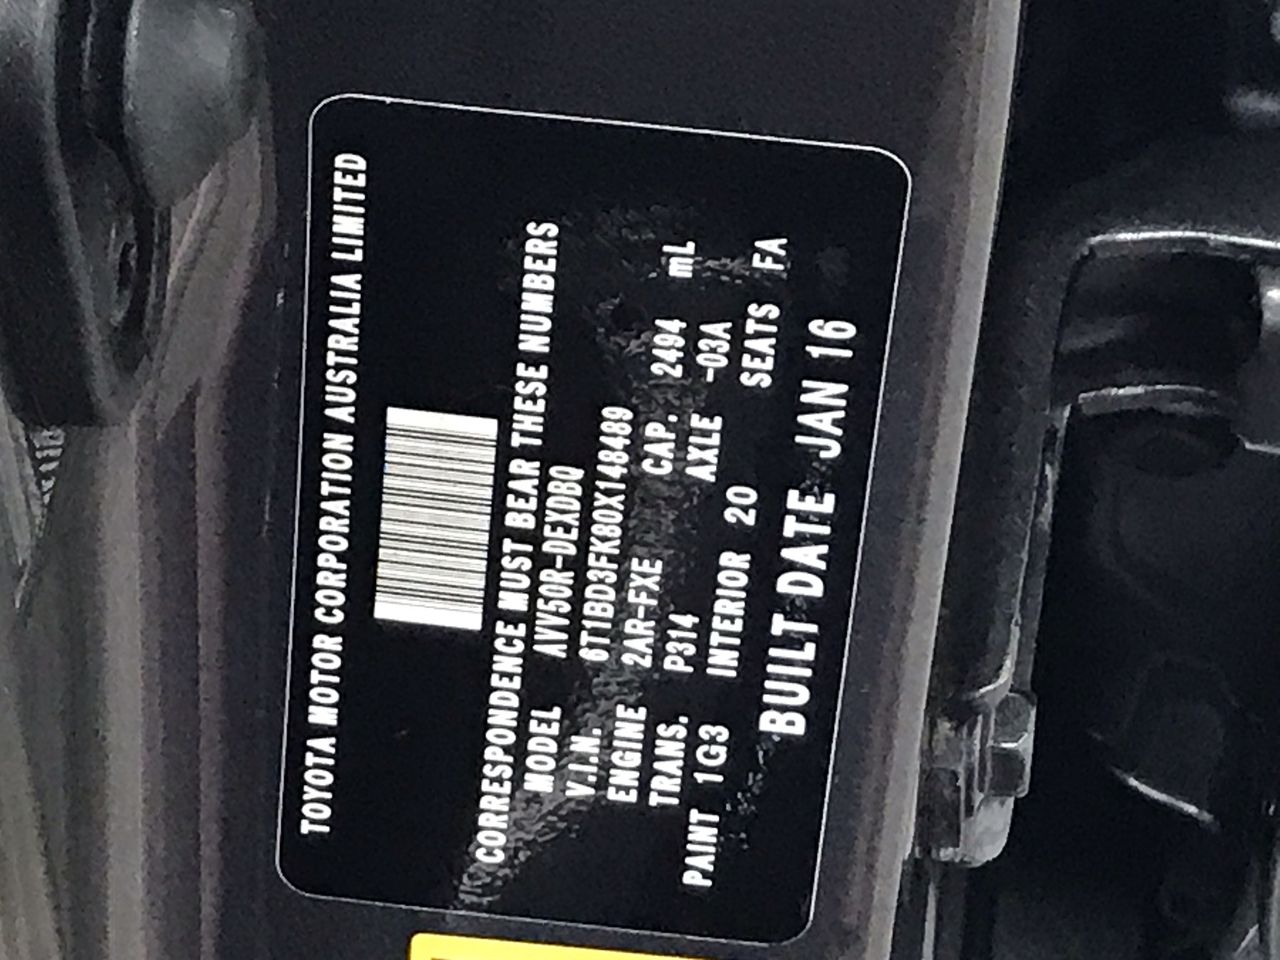 TOYOTA MOTOR CORPORATION AUSTRALIA LIMITED
CORRESPONDENCE MUST BEAR THESE NUMBERS
MODEL AVV50R-DEXDBQ
V.I.N. 6T1BD3FK80X148489
ENGINE 2AR-FXE CAP. 2494 mL
TRANS. P314 AXLE -03A
PAINT 1G3 INTERIOR 20 SEATS FA
BUILT DATE JAN 16